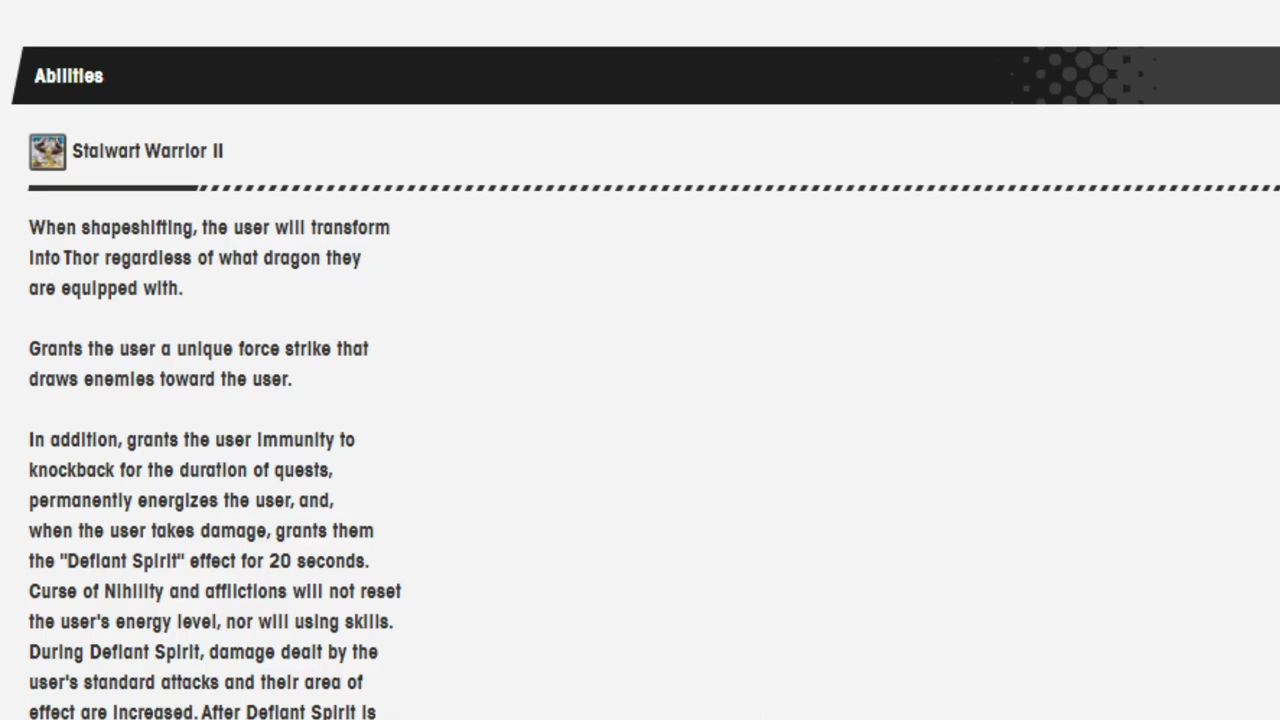 Abilities
Stalwart Warrior II
When shapeshifting, the user will transform
into Thor regardless of what dragon they
are equipped with.
Grants the user a unique force strike that
draws enemies toward the user.
In addition, grants the user immunity to
knockback for the duration of quests,
permanently energizes the user, and,
when the user takes damage, grants them
the "Defiant Spirit" effect for 20 seconds.
Curse of Nihility and afflictions will not reset
the user's energy level, nor will using skills.
During Defiant Spirit, damage dealt by the
user's standard attacks and their area of
effect are increased. After Defiant Spirit is